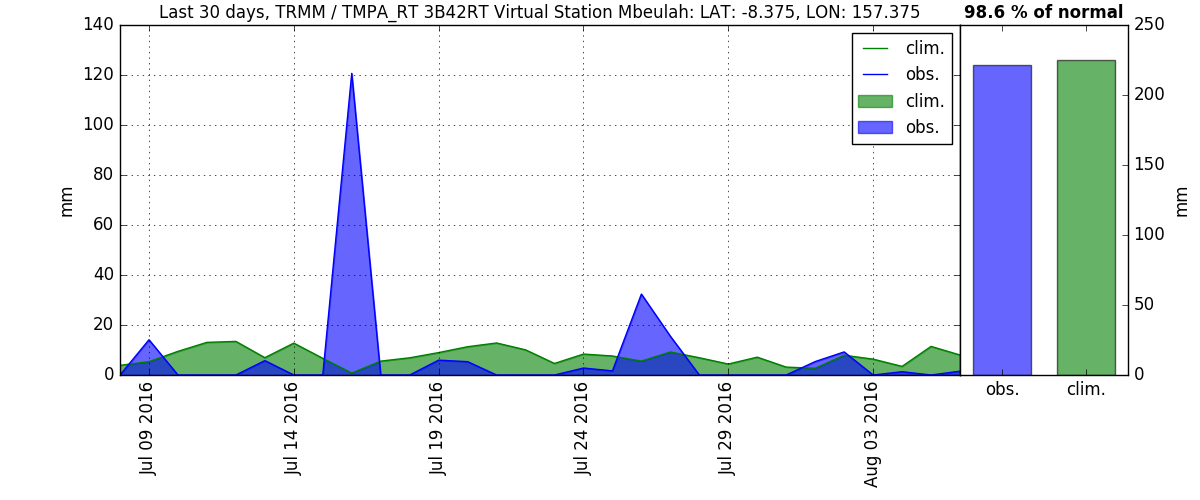 Last 30 days, TRMM / TMPA_RT 3B42RT Virtual Station Mbeulah: LAT: -8.375, LON: 157.375
98.6 % of normal
140
120
100
80
60
40
20
0
mm
clim.
obs.
clim.
obs.
Jul 09 2016
Jul 14 2016
Jul 19 2016
Jul 24 2016
Jul 29 2016
Aug 03 2016
250
200
150
100
50
0
mm
obs.
clim.